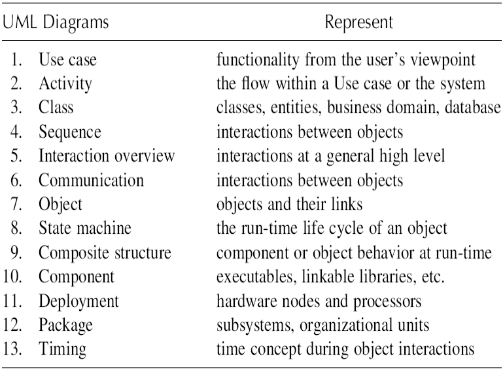 UML Diagrams Represent
1. Use case functionality from the user's viewpoint
2. Activity the flow within a Use case or the system
3. Class classes, entities, business domain, database
4. Sequence interactions between objects
5. Interaction overview interactions at a general high level
6. Communication interactions between objects
7. Object objects and their links
8. State machine the run-time life cycle of an object
9. Composite structure component or object behavior at run-time
10. Component executables, linkable libraries, etc.
11. Deployment hardware nodes and processors
12. Package subsystems, organizational units
13. Timing time concept during object interactions